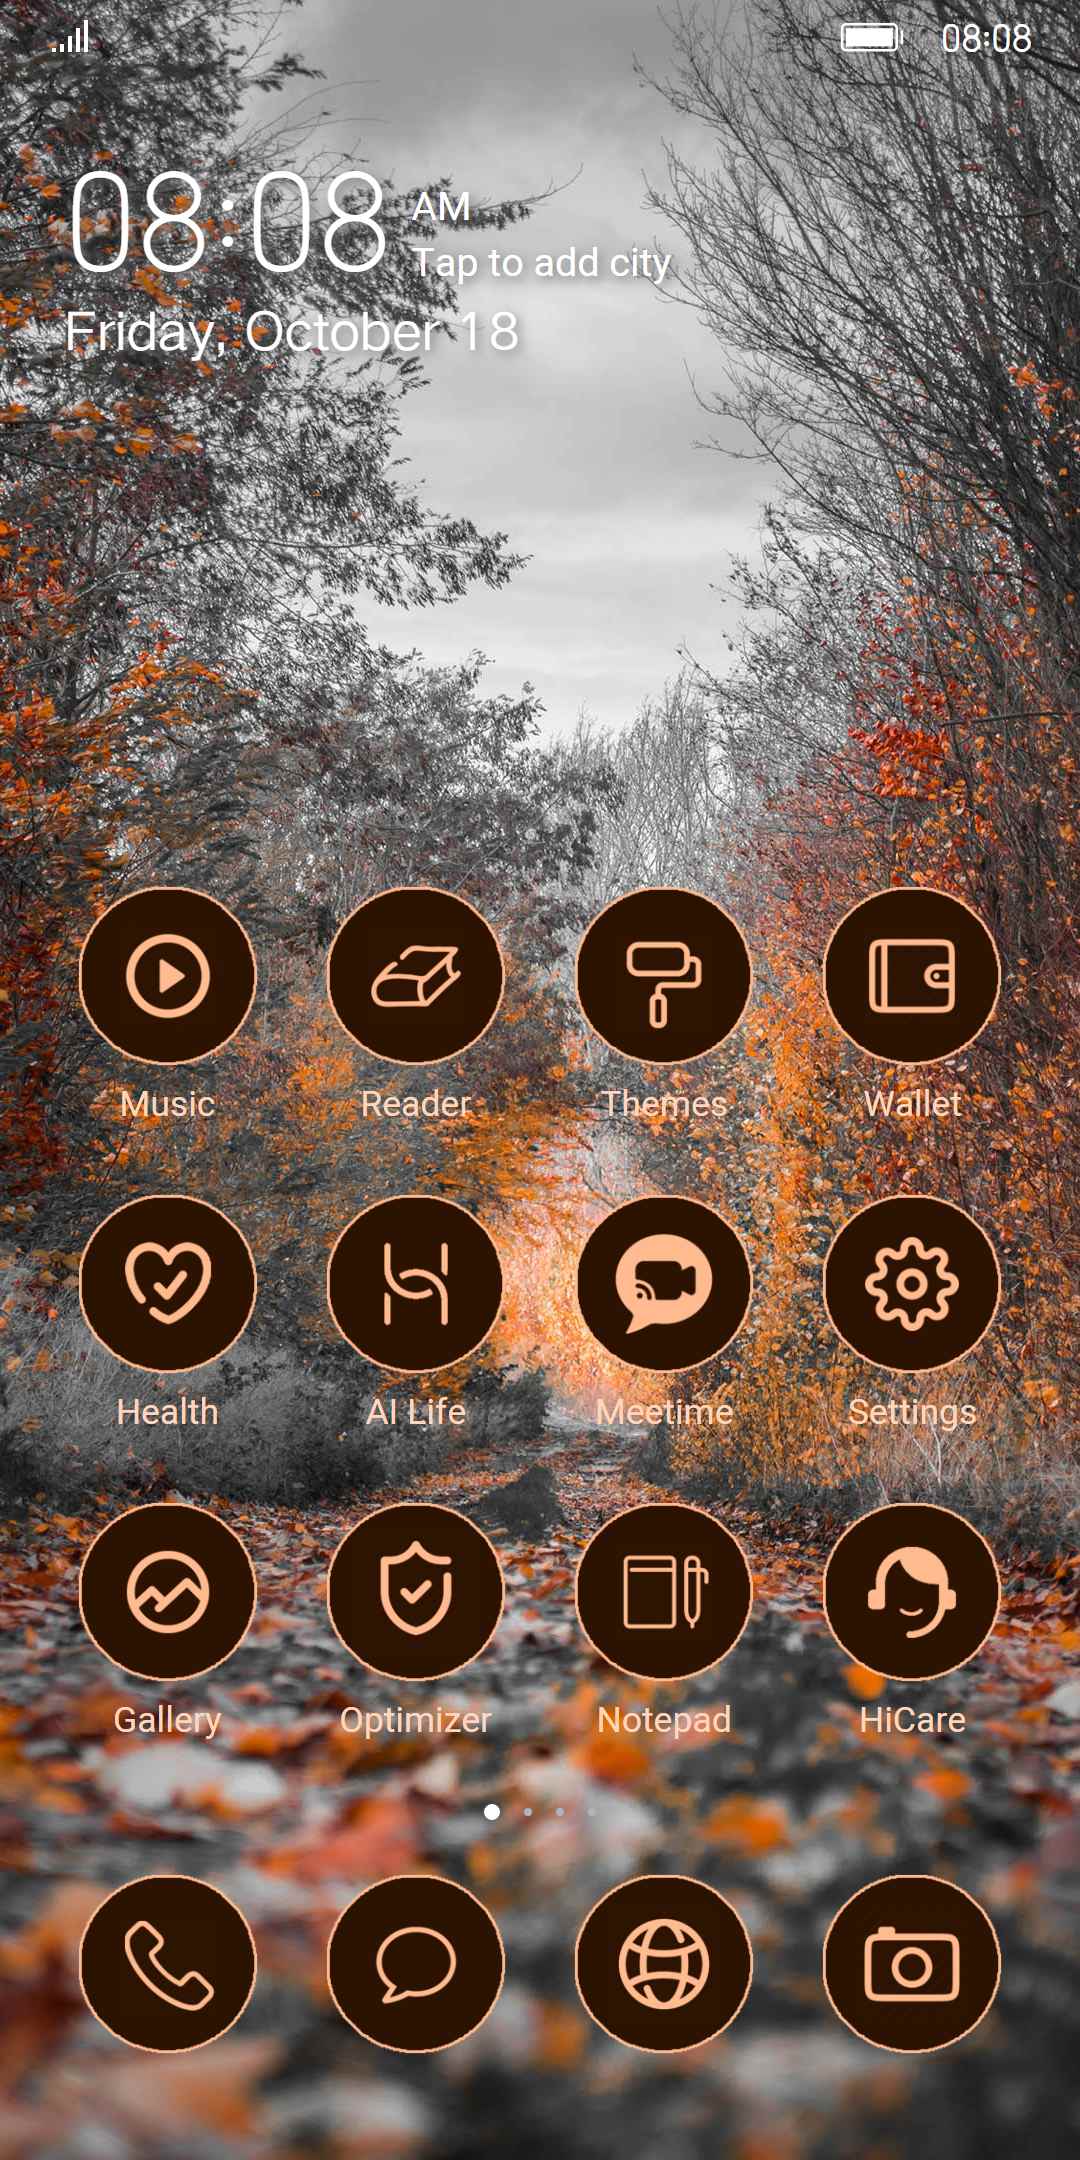 08:08
08:08 AM
Tap to add city
Friday, October 18
Music Reader Themes Wallet
Health AI Life Meetime Settings
Gallery Optimizer Notepad HiCare